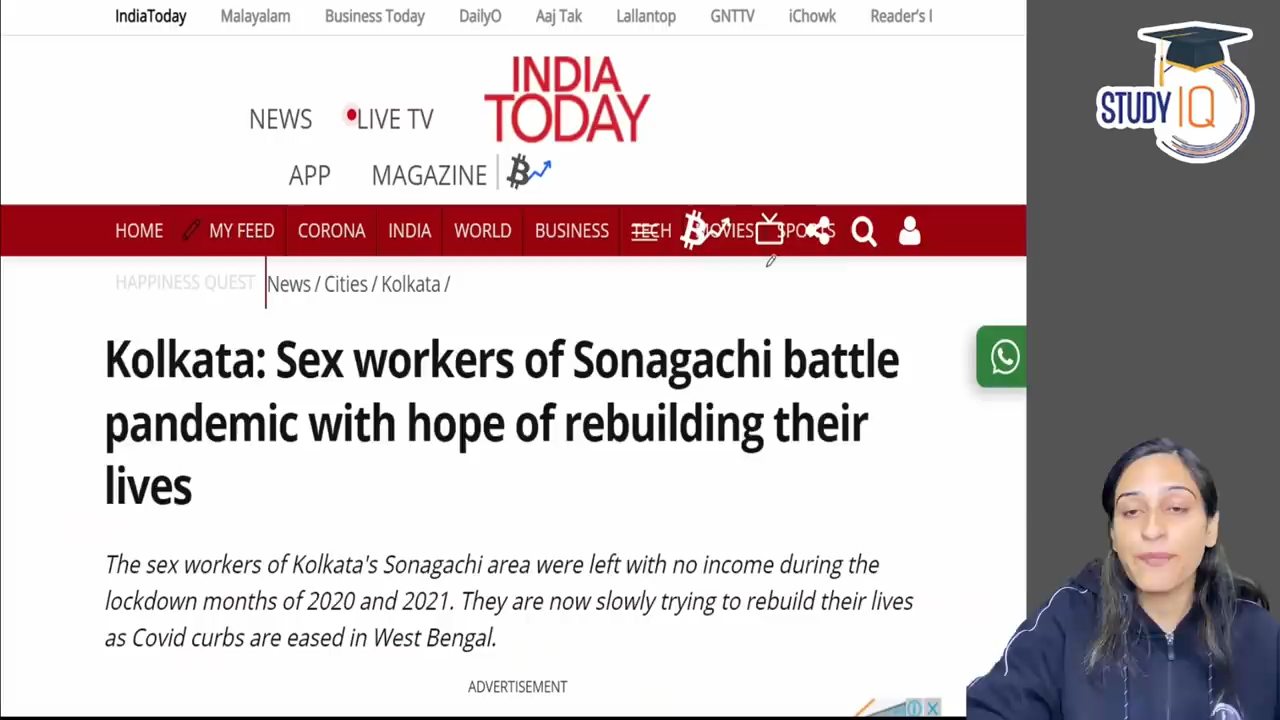 IndiaToday Malayalam Business Today DailyO Aaj Tak Lallantop GNTTV iChowk Reader's
STUDY IQ
INDIA
TODAY
NEWS LIVE TV
APP MAGAZINE
HOME MY FEED CORONA INDIA WORLD BUSINESS TECH MOVIES SPORTS
HAPPINESS QUEST
News / Cities / Kolkata /
Kolkata: Sex workers of Sonagachi battle
pandemic with hope of rebuilding their
lives
The sex workers of Kolkata's Sonagachi area were left with no income during the
lockdown months of 2020 and 2021. They are now slowly trying to rebuild their lives
as Covid curbs are eased in West Bengal.
ADVERTISEMENT